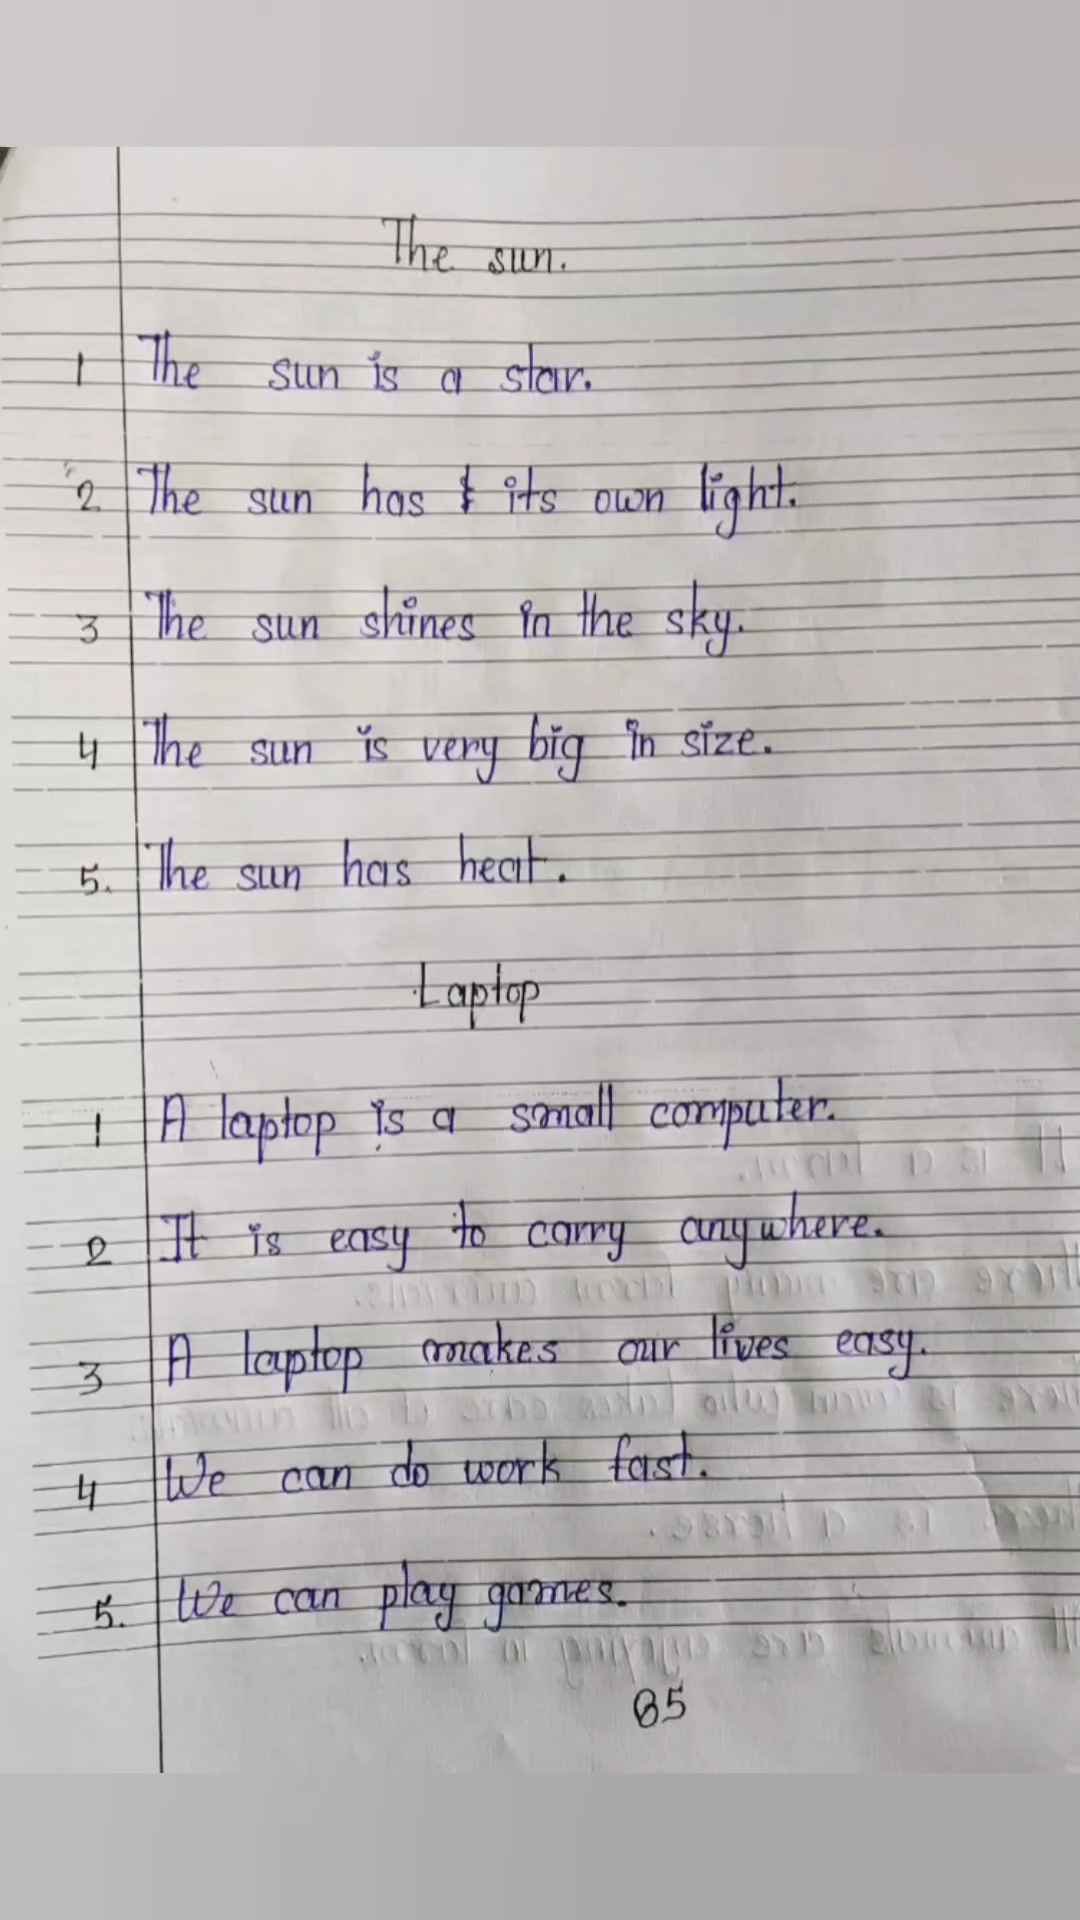 The sun.
1 The sun is a star.
2 The sun has its own light.
3 The sun shines in the sky.
4 The sun is very big in size.
5. The sun has heat.
Laptop
1 A laptop is a small computer.
2 It is easy to carry anywhere.
3 A laptop makes our lives easy.
4 We can do work fast.
5. We can play games.